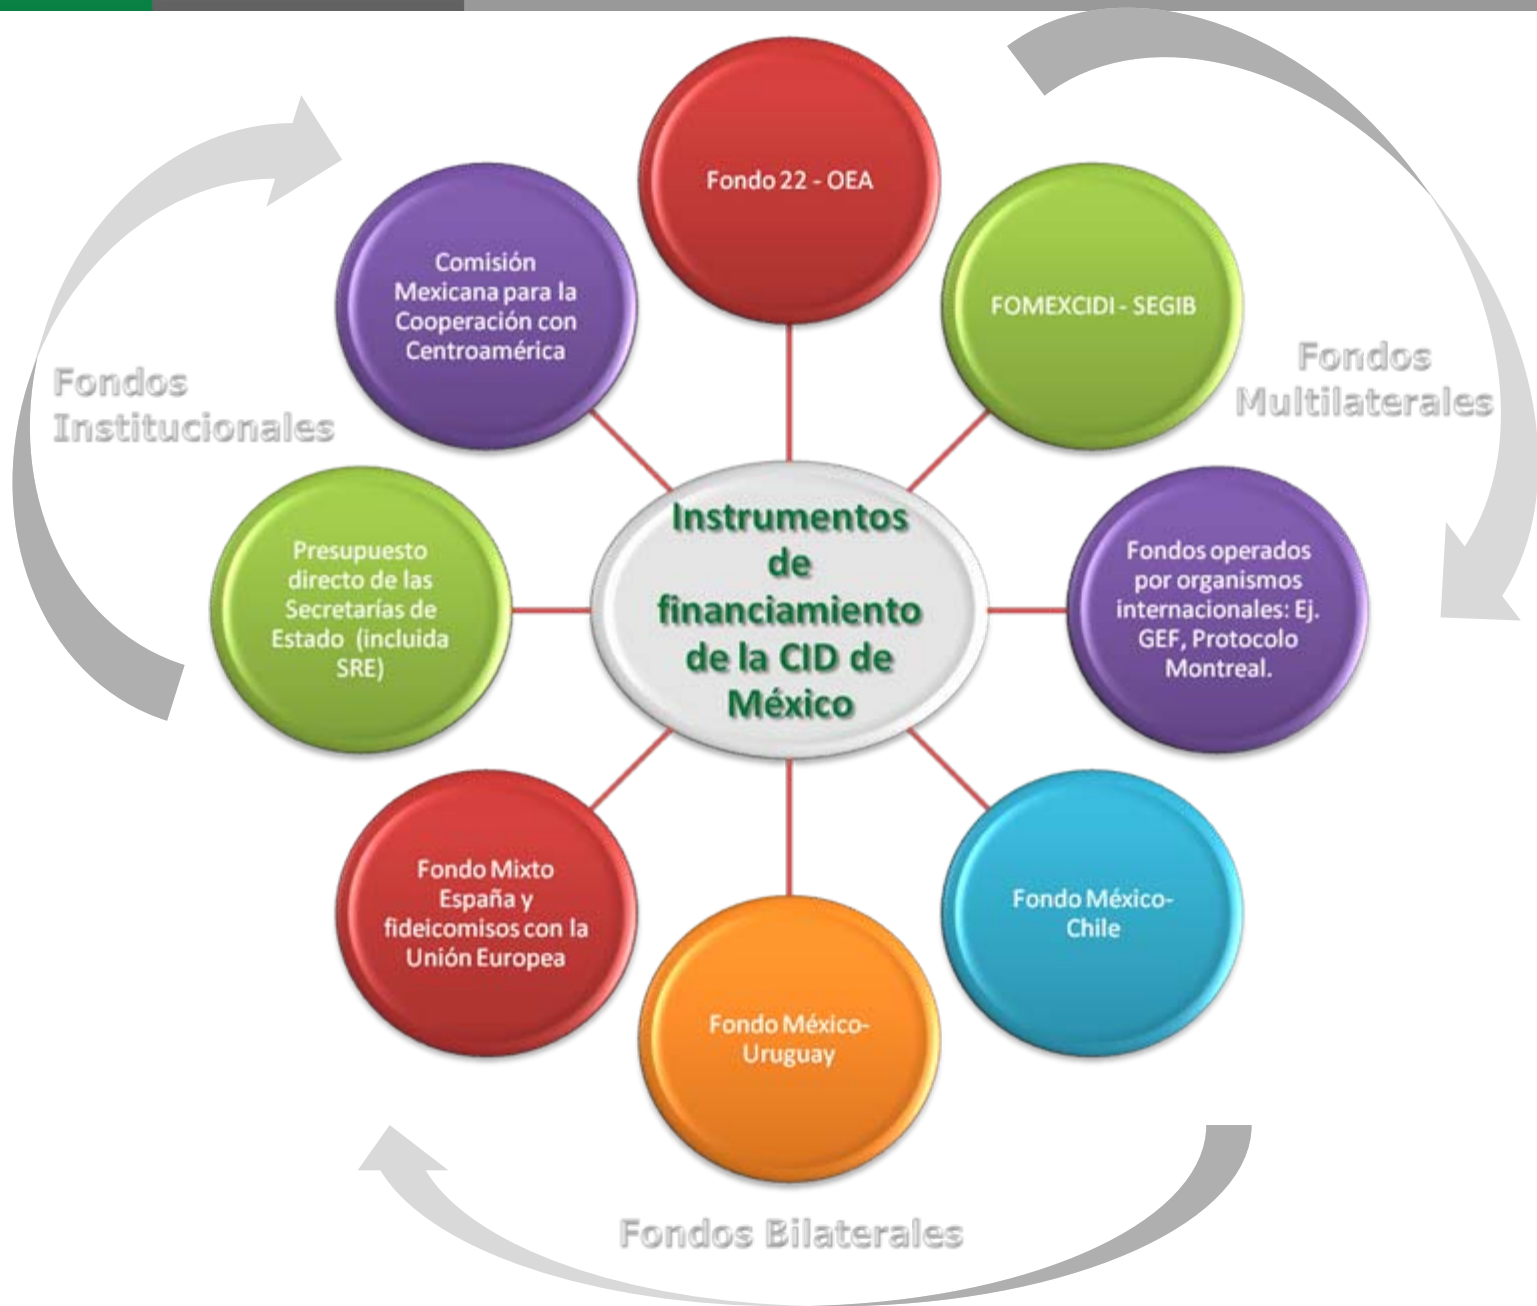 Fondo 22 - OEA
Comisión
Mexicana para la
Cooperación con
Centroamérica
FOMEXCIDI - SEGIB
Fondos
Institucionales
Fondos
Multilaterales
Instrumentos
de
financiamiento
de la CID de
México
Presupuesto
directo de las
Secretarías de
Estado (incluida
SRE)
Fondos operados
por organismos
internacionales: Ej.
GEF, Protocolo
Montreal.
Fondo Mixto
España y
fideicomisos con la
Unión Europea
Fondo México-
Chile
Fondo México-
Uruguay
Fondos Bilaterales